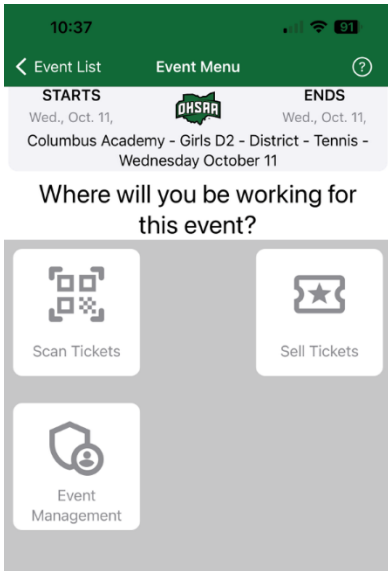 10:37
91
Event List
Event Menu
STARTS
OHSAA
ENDS
Wed., Oct. 11,
Wed., Oct. 11,
Columbus Academy - Girls D2 - District - Tennis -
Wednesday October 11
Where will you be working for
this event?
Scan Tickets
Sell Tickets
Event
Management